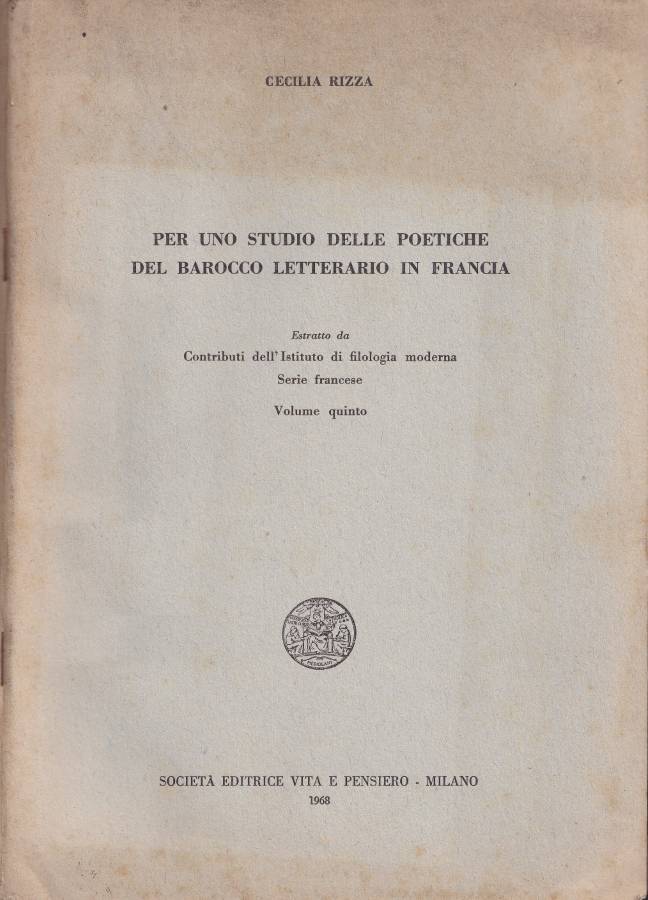 CECILIA RIZZA
PER UNO STUDIO DELLE POETICHE
DEL BAROCCO LETTERARIO IN FRANCIA
Estratto da
Contributi dell'Istituto di filologia moderna
Serie francese
Volume quinto
MEDIOLANI
SOCIETÀ EDITRICE VITA E PENSIERO - MILANO
1968